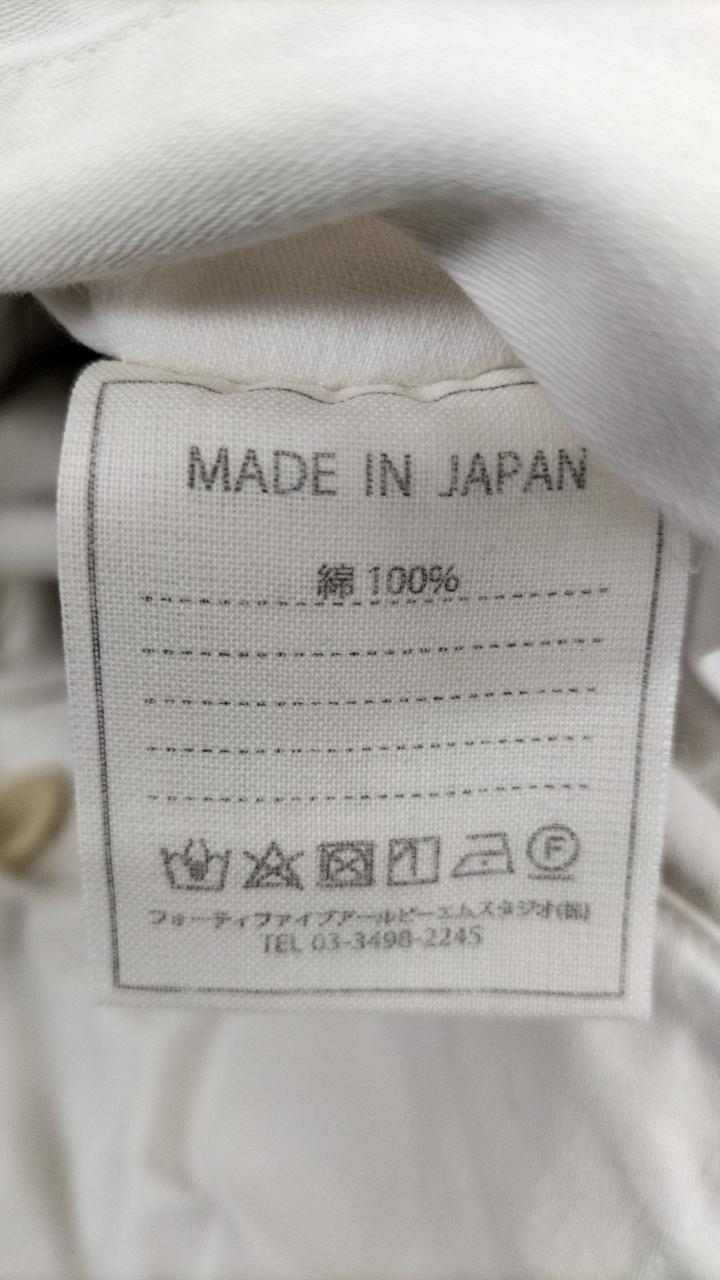 MADE IN JAPAN
綿 100%
フォーティファイブアールピーエムスタジオ(株)
TEL 03-3498-2245